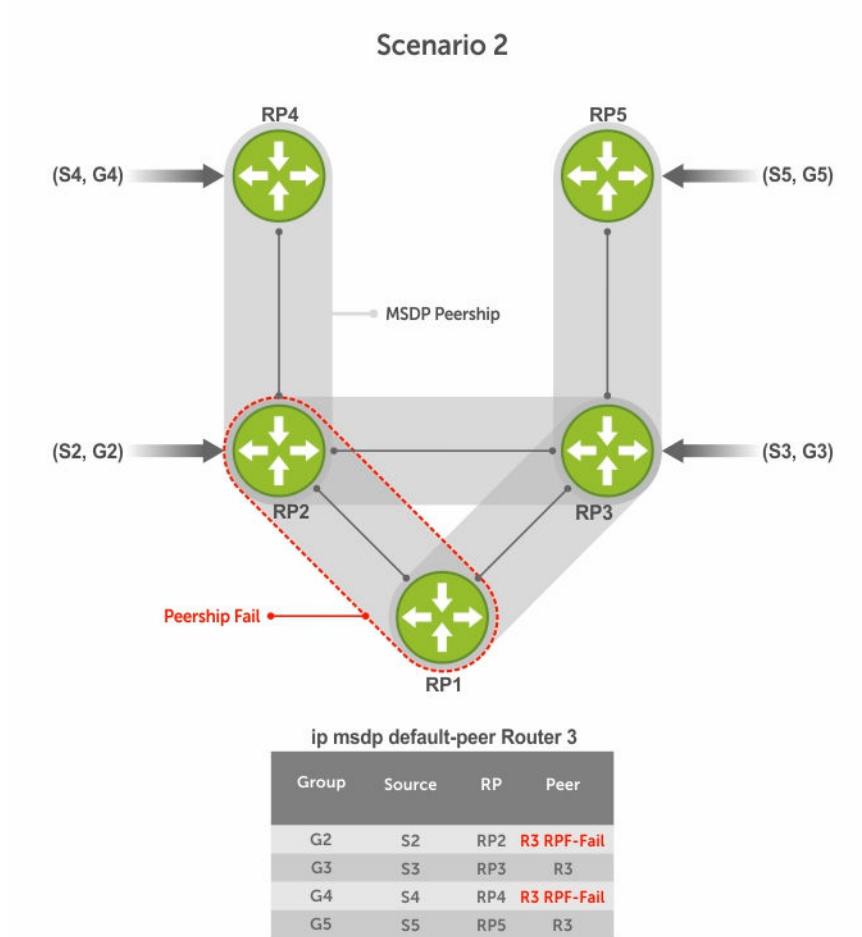 Scenario 2
RP4 RP5
(S4, G4) (S5, G5)
MSDP Peership
(S2, G2) (S3, G3)
RP2 RP3
Peership Fail
RP1
ip msdp default-peer Router 3
Group Source RP Peer
G2 S2 RP2 R3 RPF-Fail
G3 S3 RP3 R3
G4 S4 RP4 R3 RPF-Fail
G5 S5 RP5 R3